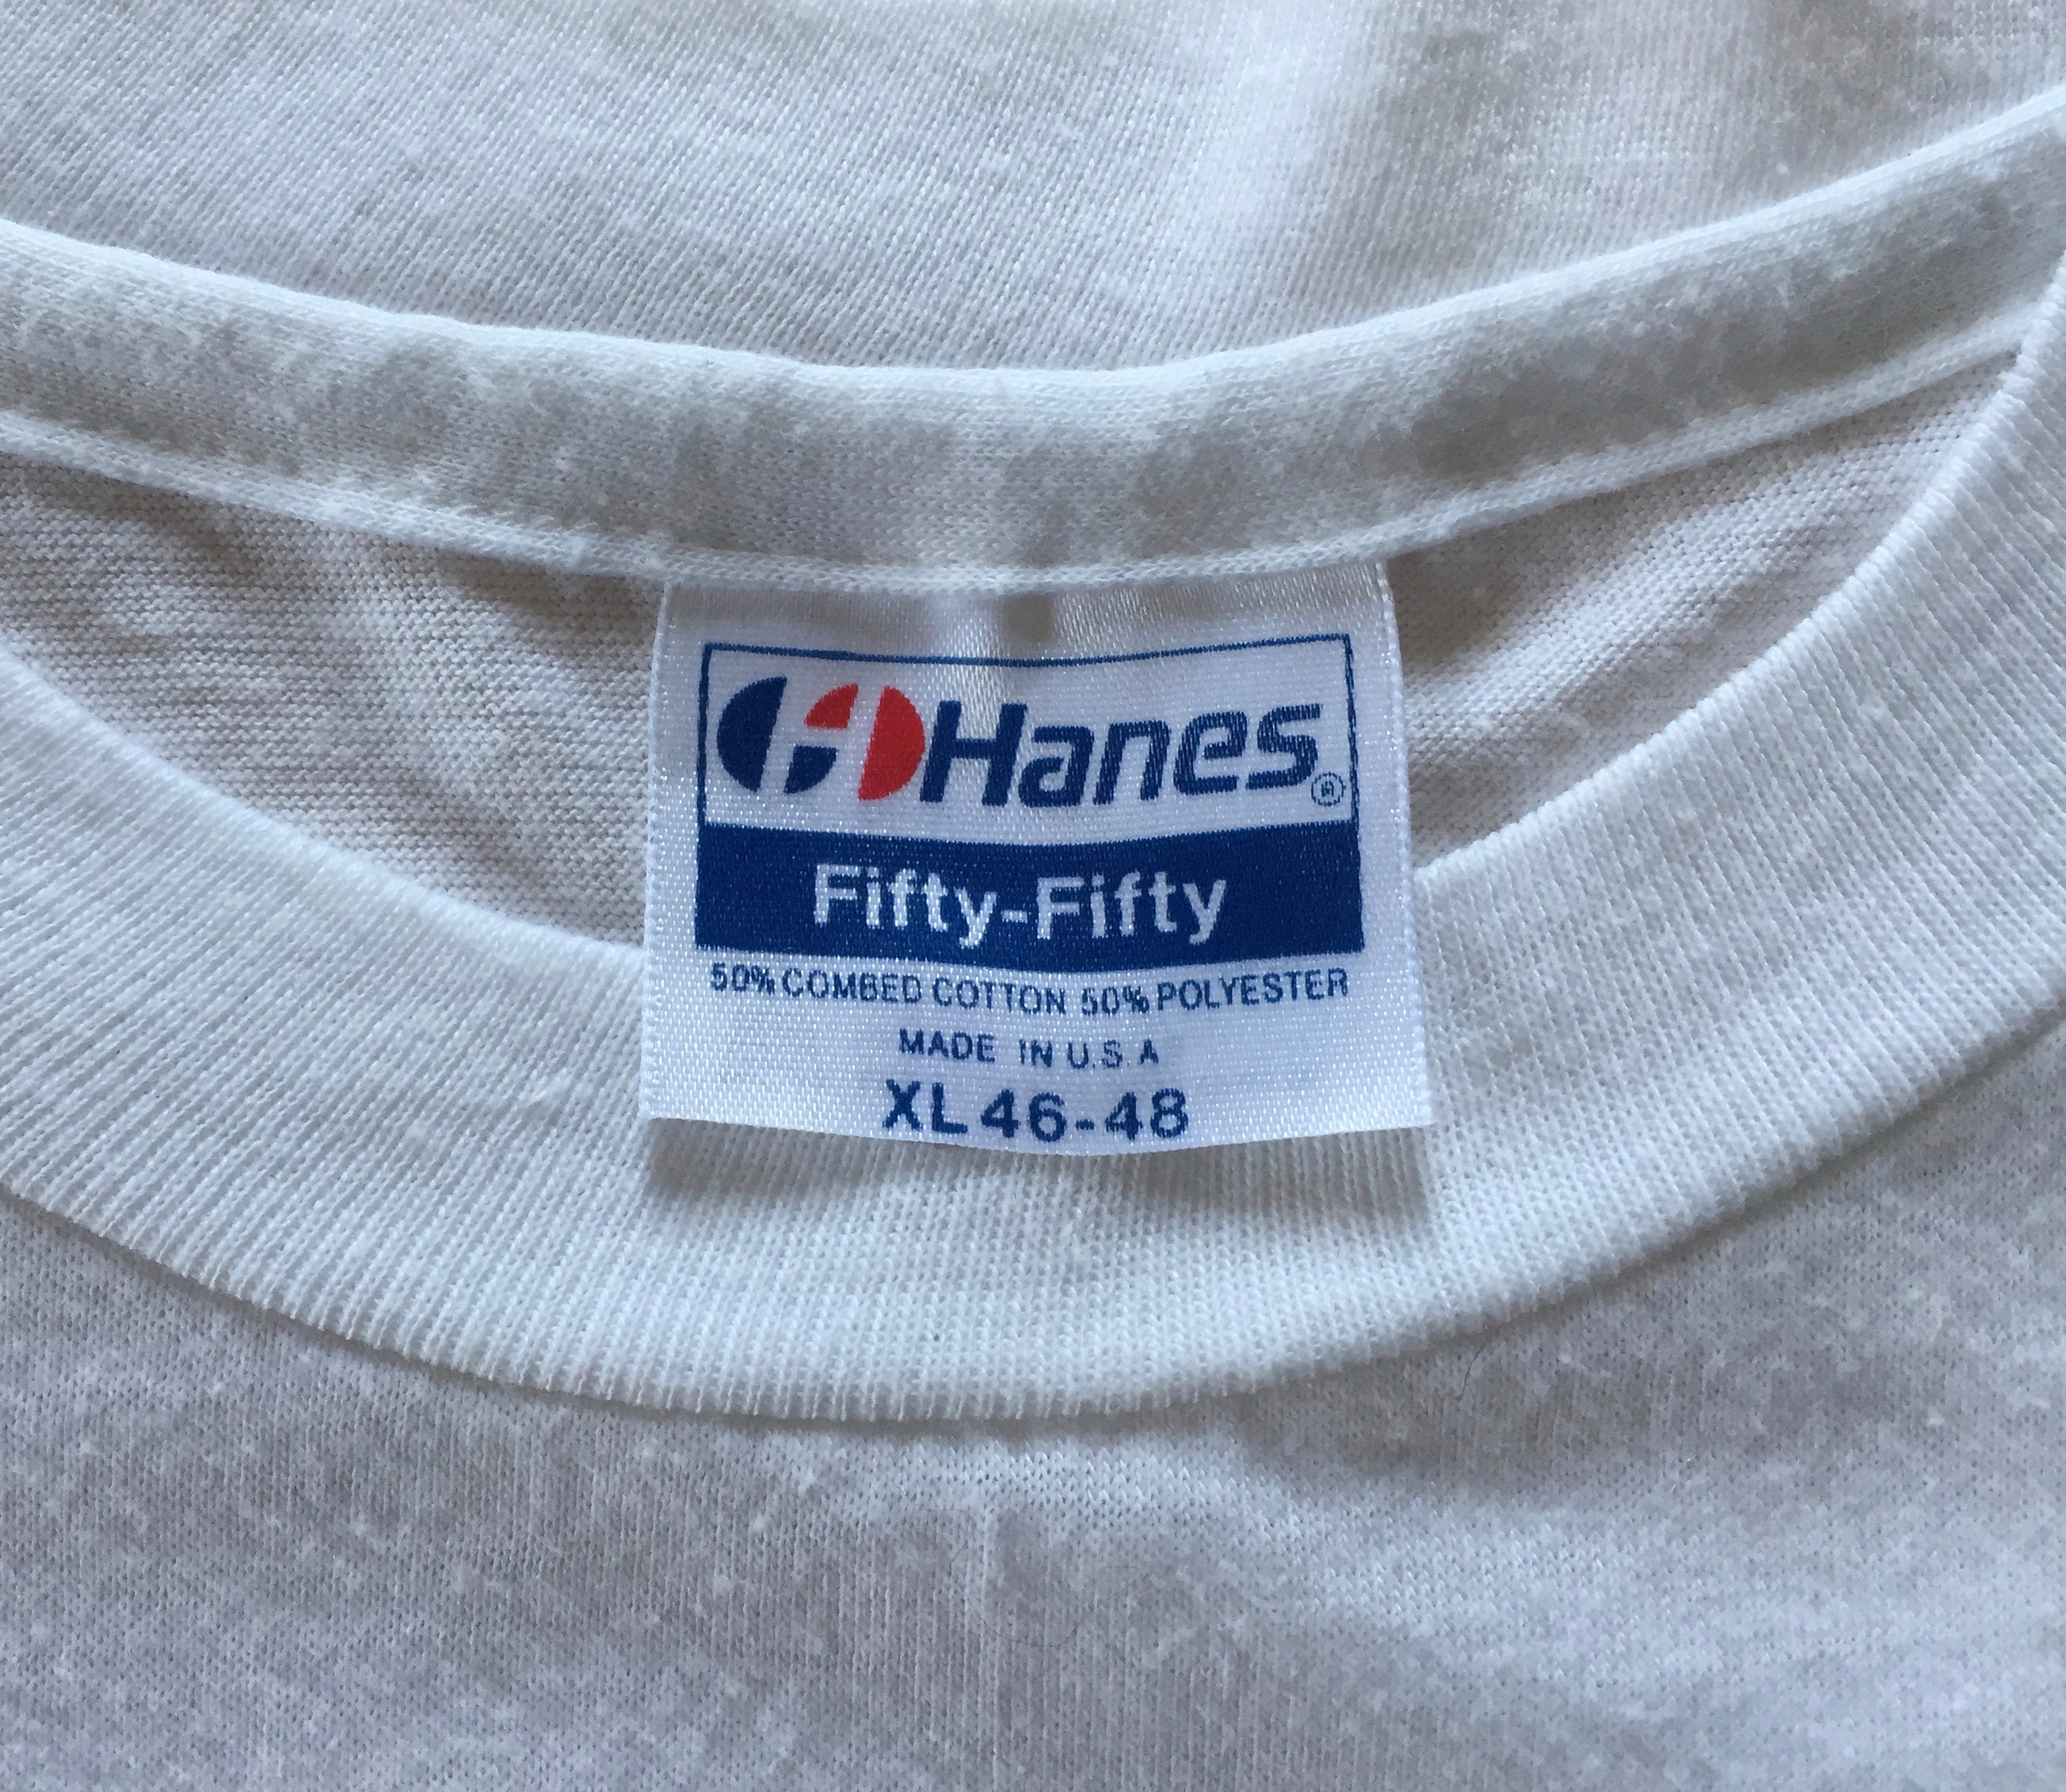 Hanes®
Fifty-Fifty
50% COMBED COTTON 50% POLYESTER
MADE IN U.S.A
XL 46-48